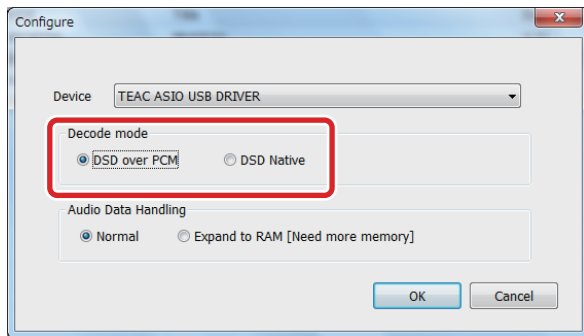 Configure
Device TEAC ASIO USB DRIVER
Decode mode
DSD over PCM DSD Native
Audio Data Handling
Normal Expand to RAM [Need more memory]
OK Cancel